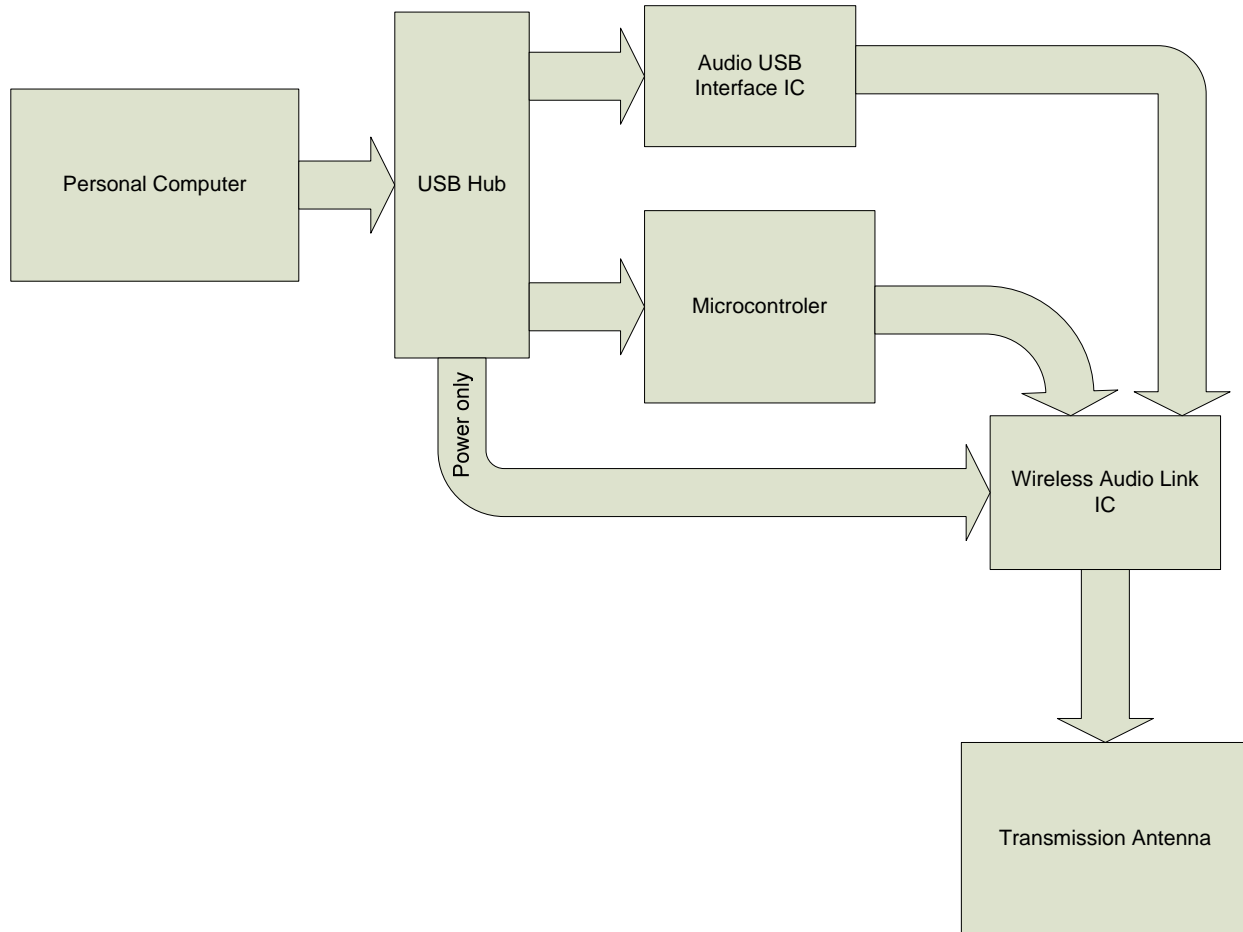 Audio USB
Interface IC
Personal Computer
USB Hub
Microcontroler
Power only
Wireless Audio Link
IC
Transmission Antenna